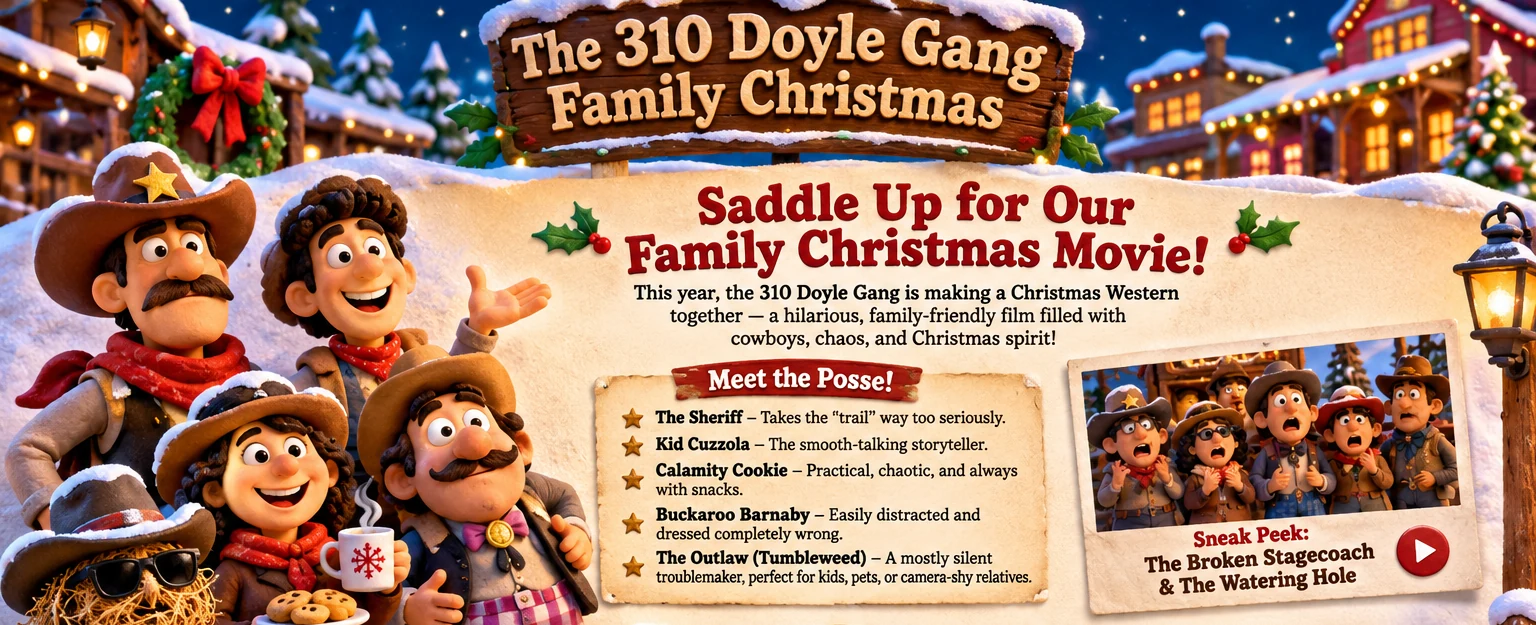 The 310 Doyle Gang
Family Christmas
Saddle Up for Our
Family Christmas Movie!
This year, the 310 Doyle Gang is making a Christmas Western
together — a hilarious, family-friendly film filled with
cowboys, chaos, and Christmas spirit!
Meet the Posse!
The Sheriff – Takes the “trail” way too seriously.
Kid Cuzzola – The smooth-talking storyteller.
Calamity Cookie – Practical, chaotic, and always
with snacks.
Buckaroo Barnaby – Easily distracted and
dressed completely wrong.
The Outlaw (Tumbleweed) – A mostly silent
troublemaker, perfect for kids, pets, or camera-shy relatives.
Sneak Peek:
The Broken Stagecoach
& The Watering Hole